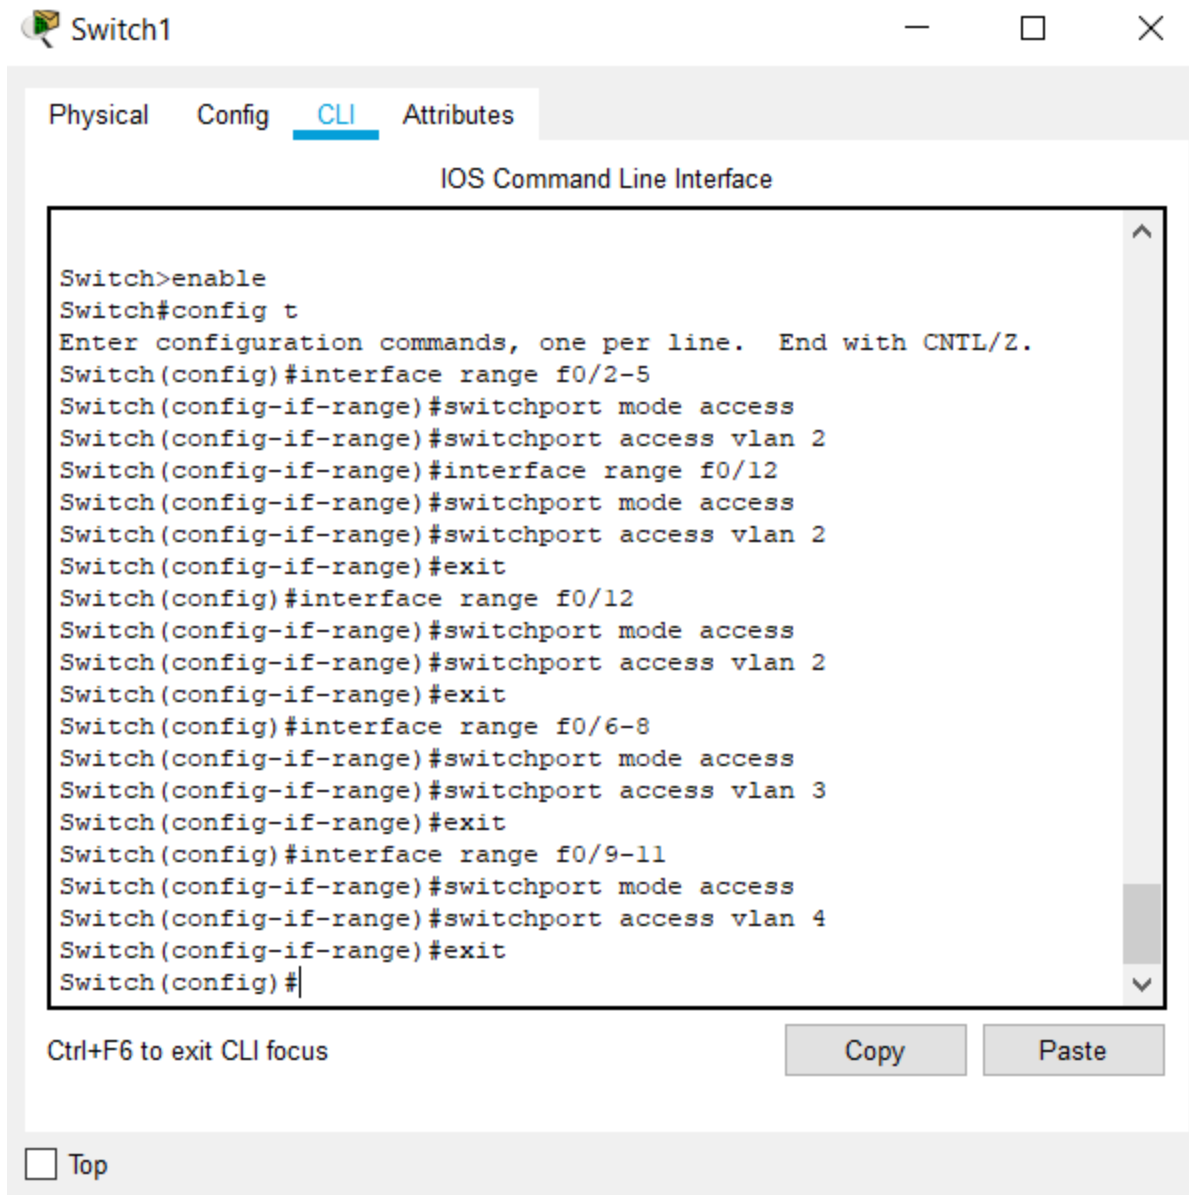 Switch1
Physical Config CLI Attributes
IOS Command Line Interface
Switch>enable
Switch#config t
Enter configuration commands, one per line.  End with CNTL/Z.
Switch(config)#interface range f0/2-5
Switch(config-if-range)#switchport mode access
Switch(config-if-range)#switchport access vlan 2
Switch(config-if-range)#interface range f0/12
Switch(config-if-range)#switchport mode access
Switch(config-if-range)#switchport access vlan 2
Switch(config-if-range)#exit
Switch(config)#interface range f0/12
Switch(config-if-range)#switchport mode access
Switch(config-if-range)#switchport access vlan 2
Switch(config-if-range)#exit
Switch(config)#interface range f0/6-8
Switch(config-if-range)#switchport mode access
Switch(config-if-range)#switchport access vlan 3
Switch(config-if-range)#exit
Switch(config)#interface range f0/9-11
Switch(config-if-range)#switchport mode access
Switch(config-if-range)#switchport access vlan 4
Switch(config-if-range)#exit
Switch(config)#
Ctrl+F6 to exit CLI focus
Copy Paste
Top